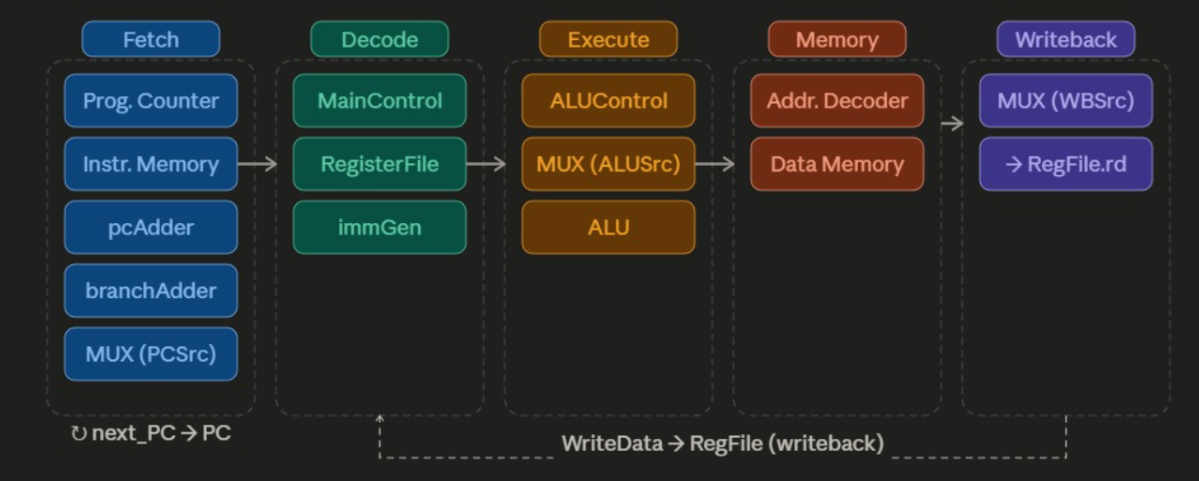 Fetch
Prog. Counter
Instr. Memory
pcAdder
branchAdder
MUX (PCSrc)
↻ next_PC → PC
Decode
MainControl
RegisterFile
immGen
Execute
ALUControl
MUX (ALUSrc)
ALU
Memory
Addr. Decoder
Data Memory
Writeback
MUX (WBSrc)
→ RegFile.rd
WriteData → RegFile (writeback)